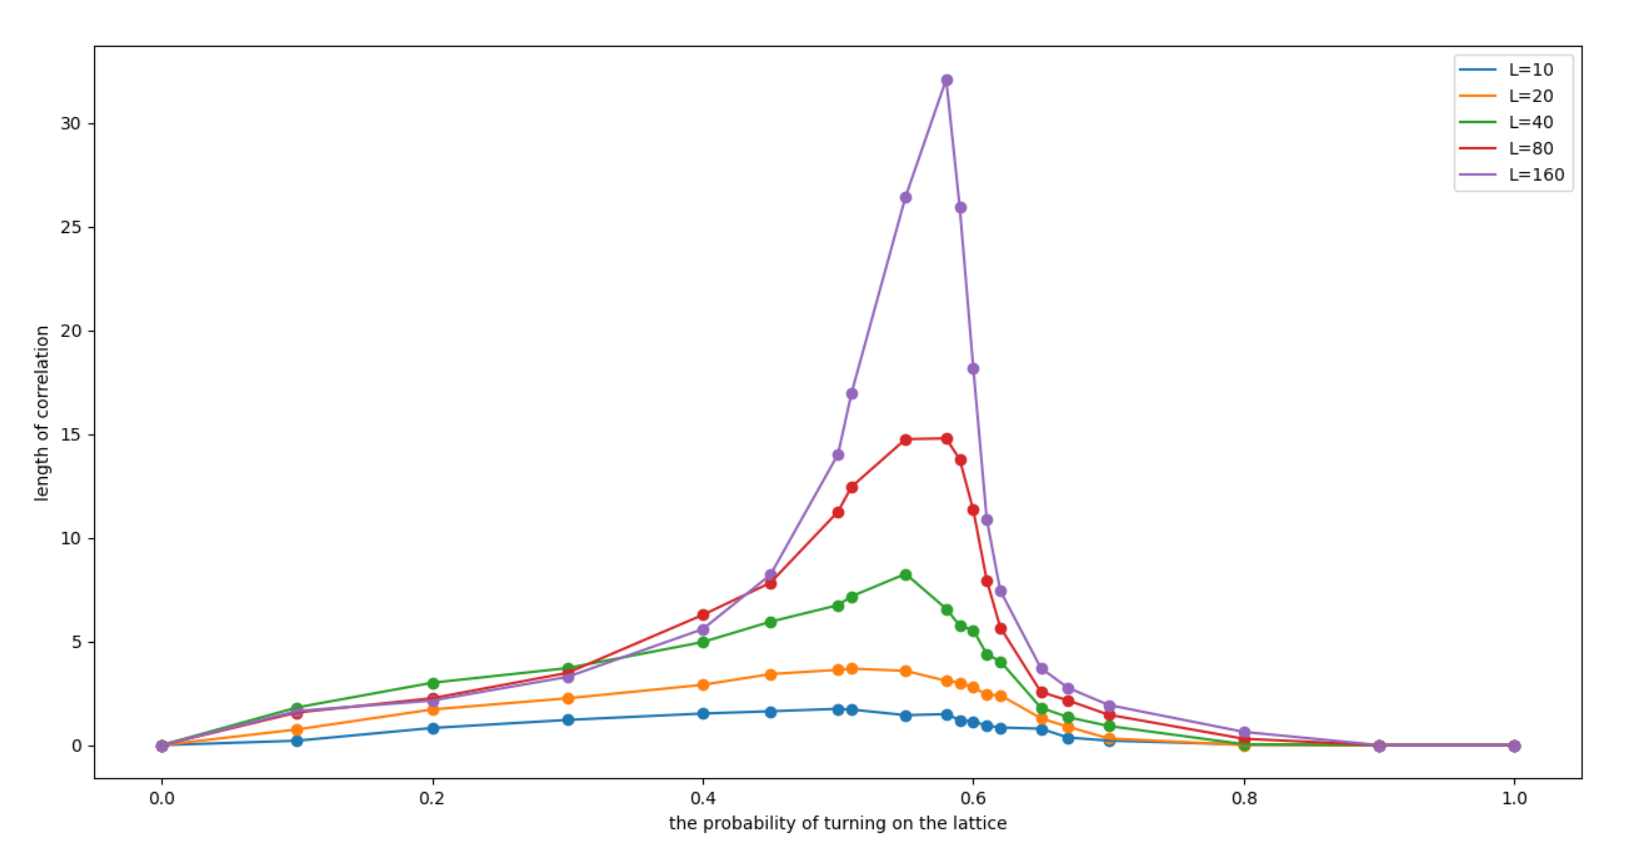 L=10
L=20
L=40
L=80
L=160
30
25
20
15
10
5
0
length of correlation
0.0 0.2 0.4 0.6 0.8 1.0
the probability of turning on the lattice